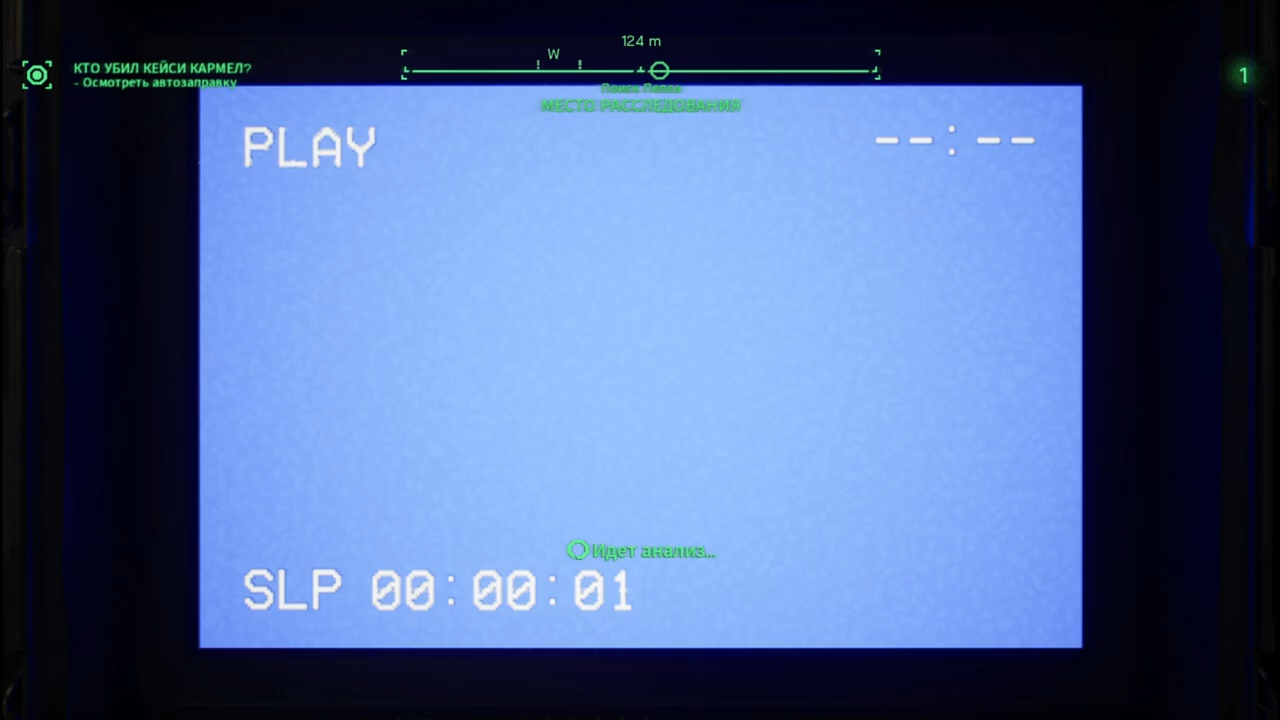 124 m
W
КТО УБИЛ КЕЙСИ КАРМЕЛ?
- Осмотреть автозаправку
1
МЕСТО РАССЛЕДОВАНИЯ
PLAY
--:--
Идет анализ...
SLP 00:00:01